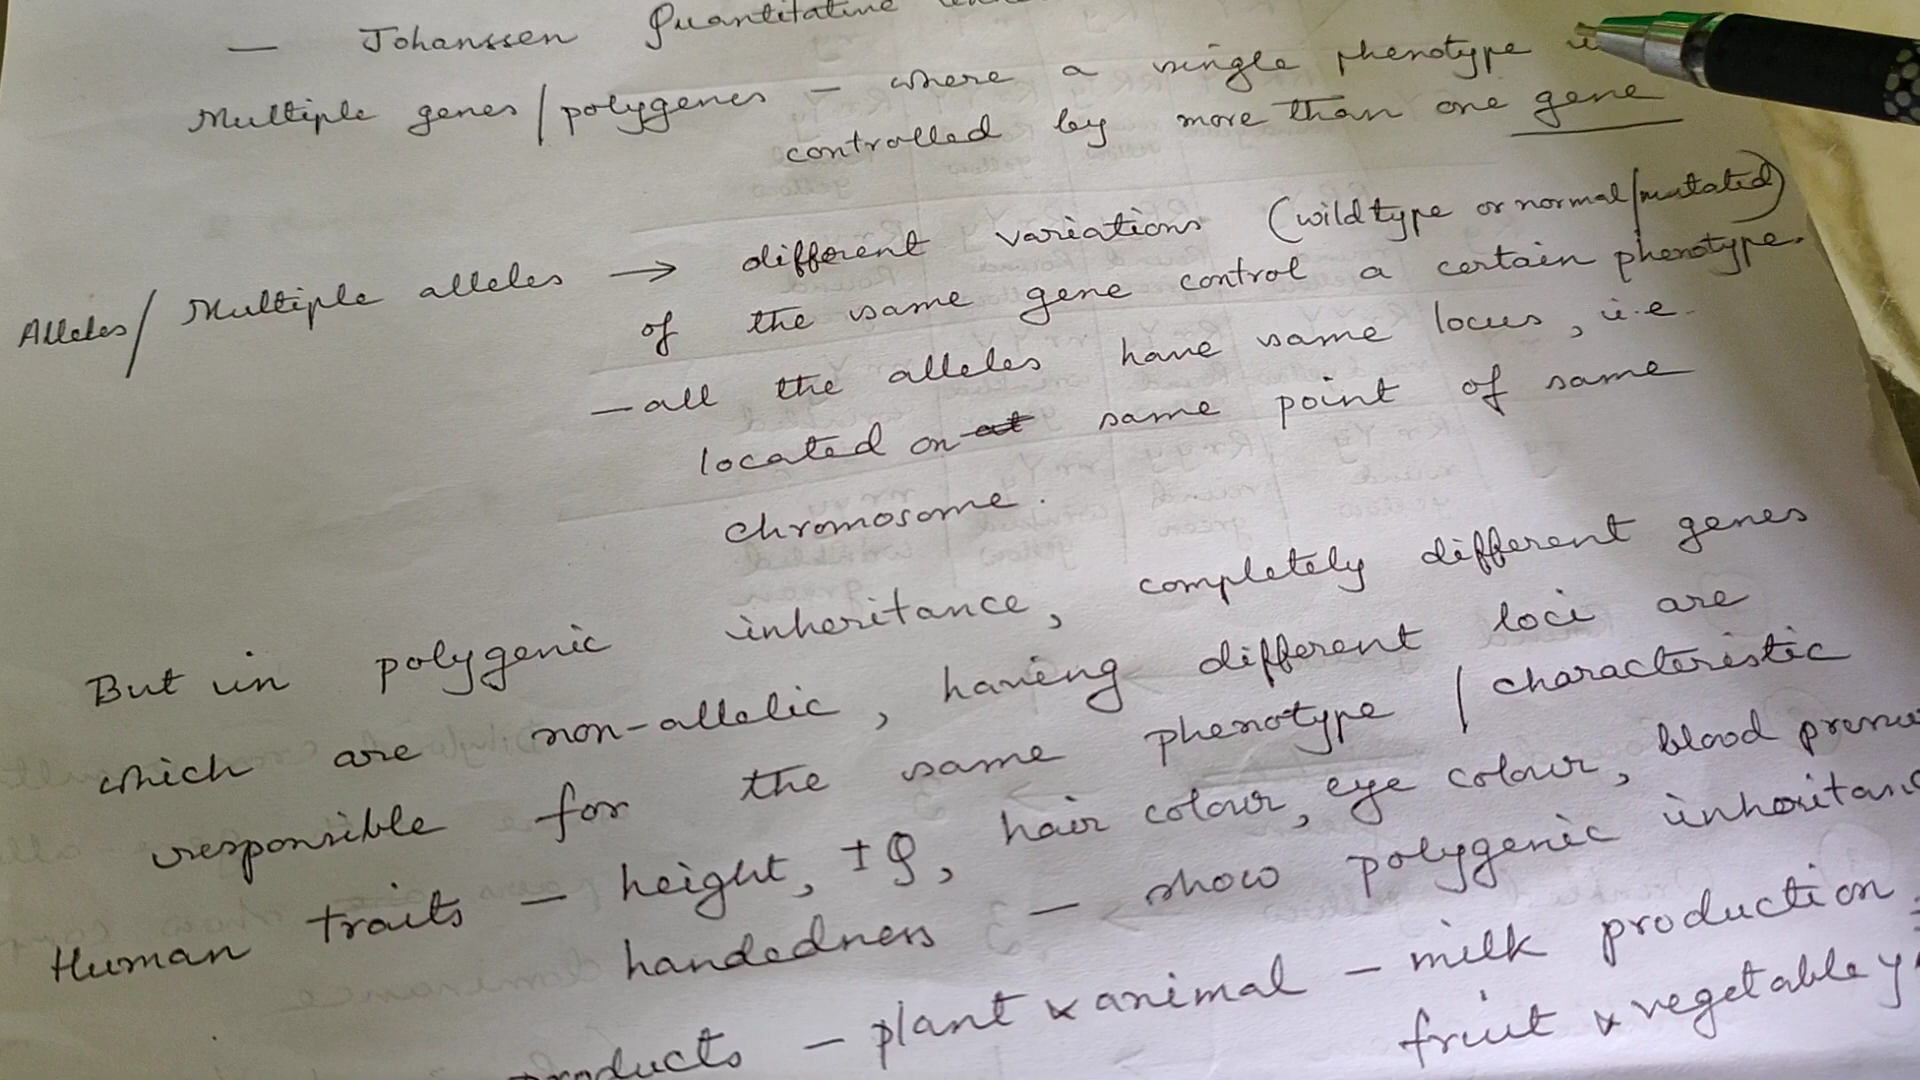 — Johanssen Quantitative
Multiple genes / polygenes – where a single phenotype is
controlled by more than one gene
Alleles / Multiple alleles → different variations (wild type or normal/mutated)
of the same gene control a certain phenotype.
– all the alleles have same locus, i.e.
located on at same point of same
chromosome.
But in polygenic inheritance, completely different genes
which are non-allelic, having different loci are
responsible for the same phenotype / characteristic
Human traits – height, IQ, hair colour, eye colour, blood
handedness – show polygenic
– plant & animal – milk production
fruit & vegetable